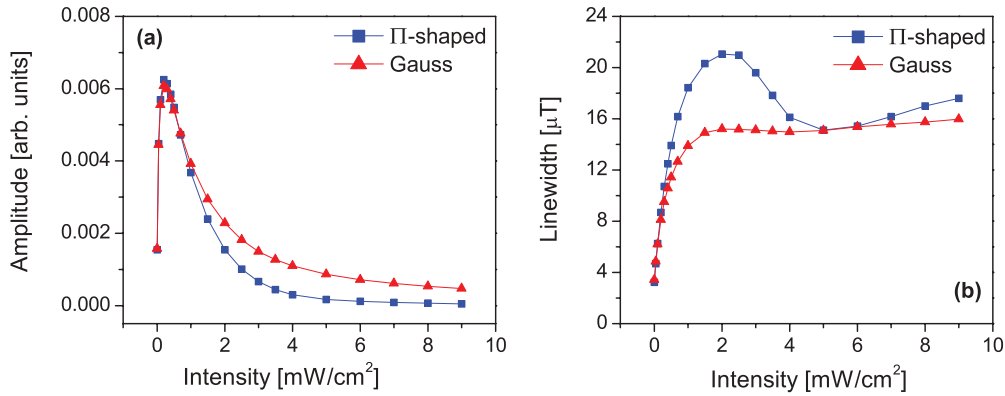 (a)
Π-shaped
Gauss
Amplitude [arb. units]
0.008
0.006
0.004
0.002
0.000
0 2 4 6 8 10
Intensity [mW/cm²]
(b)
Π-shaped
Gauss
Linewidth [μT]
24
20
16
12
8
4
0
0 2 4 6 8 10
Intensity [mW/cm²]